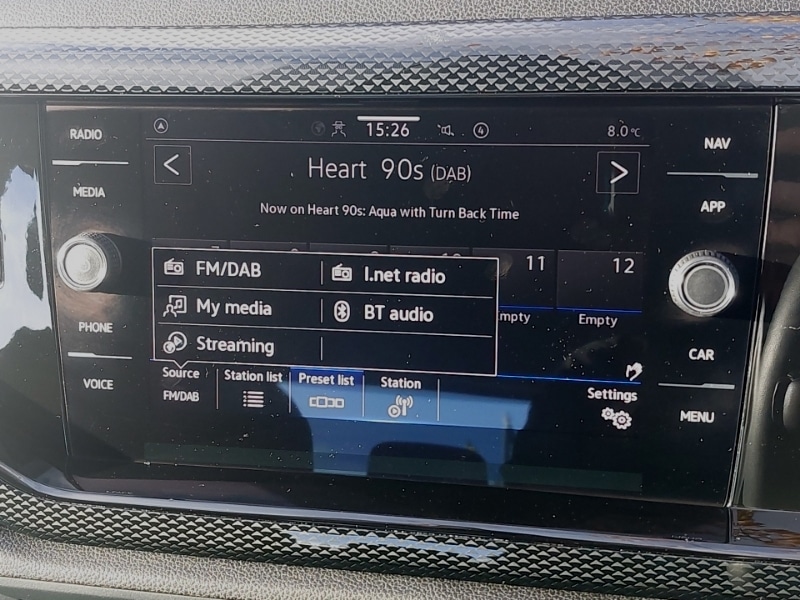 RADIO
MEDIA
PHONE
VOICE
15:26
4
8.0°C
Heart 90s (DAB)
Now on Heart 90s: Aqua with Turn Back Time
11
12
Empty
FM/DAB
I.net radio
My media
BT audio
Streaming
Source
FM/DAB
Station list
Preset list
Station
Settings
NAV
APP
CAR
MENU